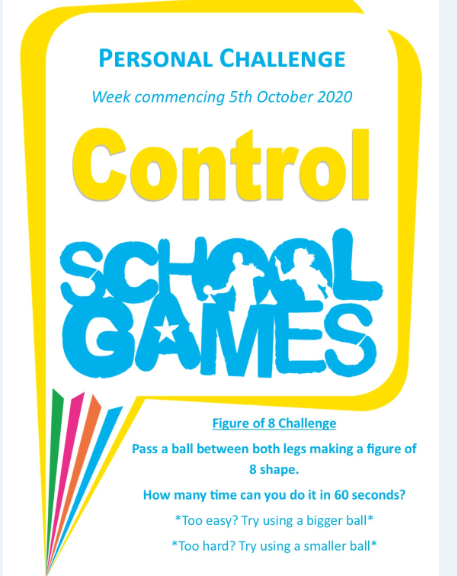 PERSONAL CHALLENGE
Week commencing 5th October 2020
Control
SCHOOL
GAMES
Figure of 8 Challenge
Pass a ball between both legs making a figure of
8 shape.
How many time can you do it in 60 seconds?
*Too easy? Try using a bigger ball*
*Too hard? Try using a smaller ball*